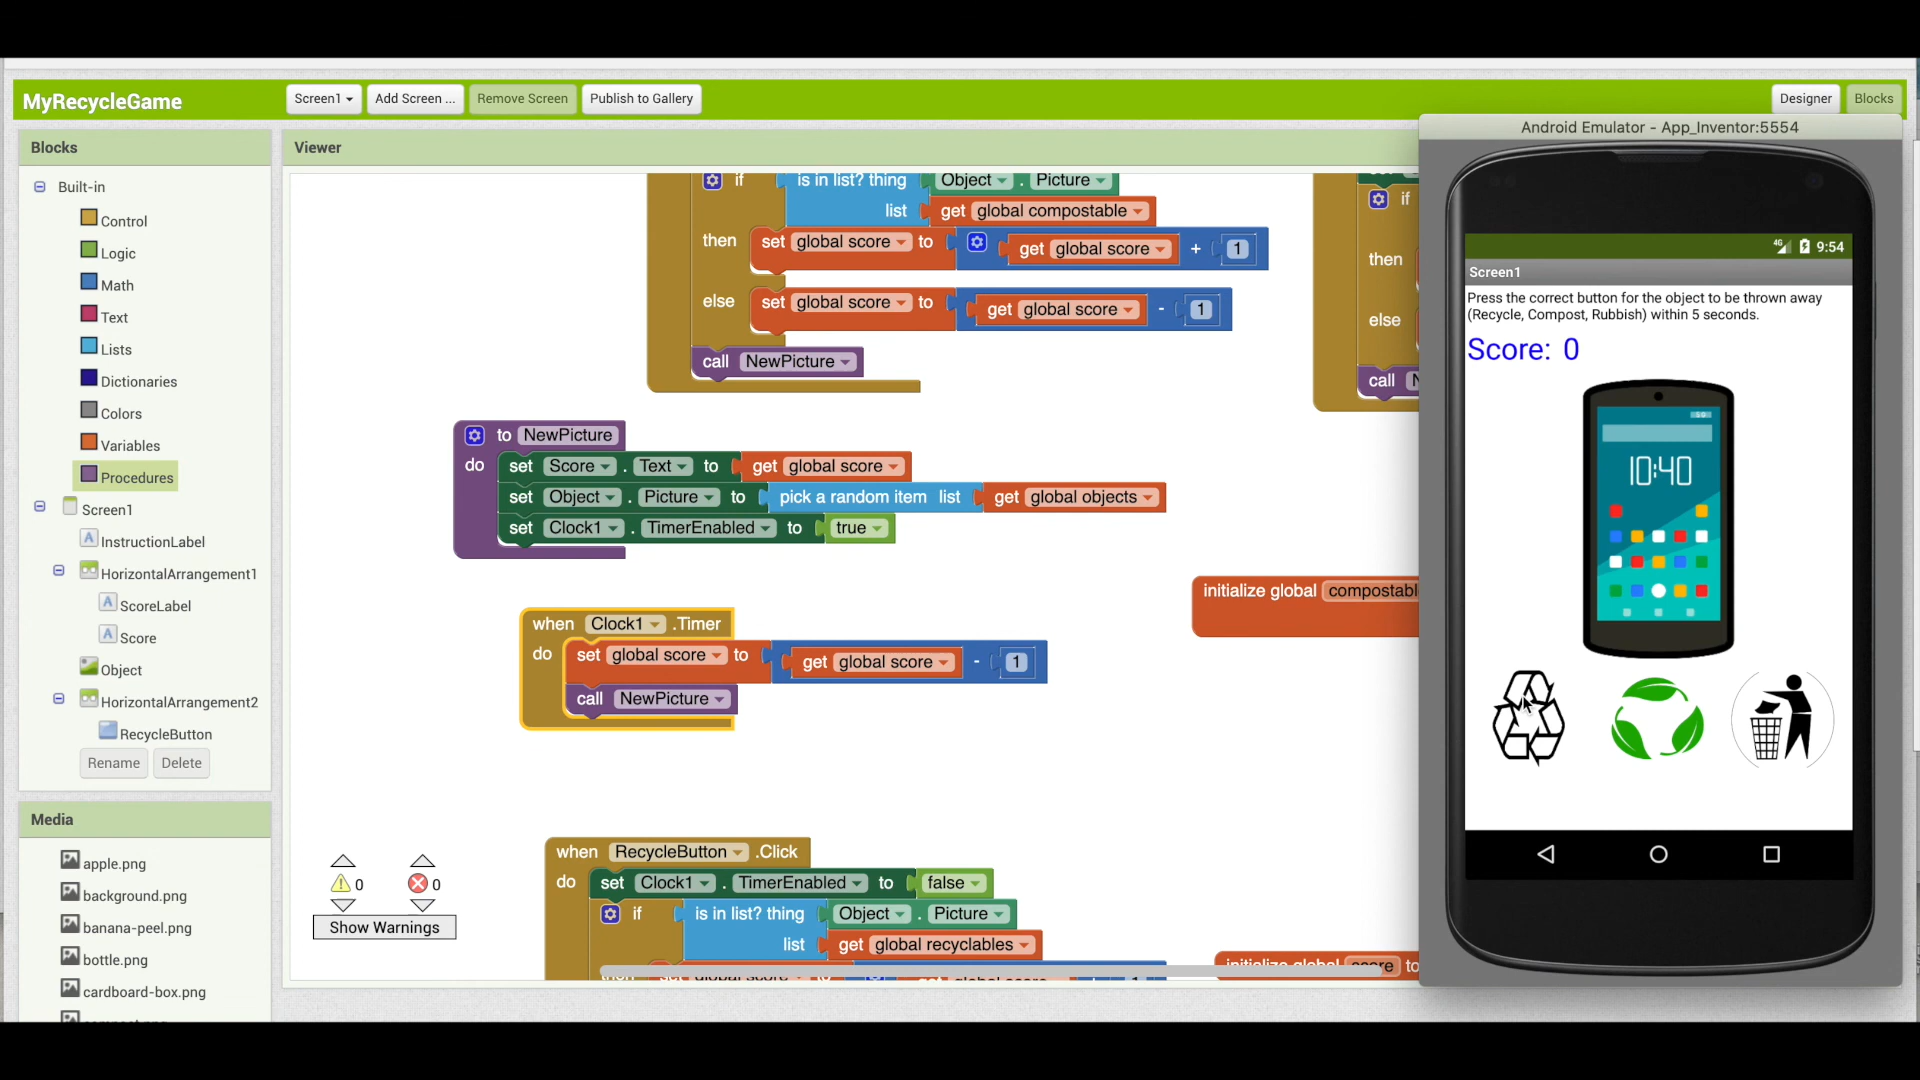 MyRecycleGame
Screen1
Add Screen ...
Remove Screen
Publish to Gallery
Designer
Blocks
Blocks
Built-in
Control
Logic
Math
Text
Lists
Dictionaries
Colors
Variables
Procedures
Screen1
InstructionLabel
HorizontalArrangement1
ScoreLabel
Score
Object
HorizontalArrangement2
RecycleButton
Rename
Delete
Media
apple.png
background.png
banana-peel.png
bottle.png
cardboard-box.png
Viewer
if is in list? thing Object . Picture
list get global compostable
then set global score to get global score + 1
else set global score to get global score - 1
call NewPicture
if
then
else
call
to NewPicture
do set Score . Text to get global score
set Object . Picture to pick a random item list get global objects
set Clock1 . TimerEnabled to true
initialize global
when Clock1 .Timer
do set global score to get global score - 1
call NewPicture
when RecycleButton .Click
do set Clock1 . TimerEnabled to false
if is in list? thing Object . Picture
list get global recyclables
initialize global score to
0
0
Show Warnings
Android Emulator - App_Inventor:5554
4G 9:54
Screen1
Press the correct button for the object to be thrown away
(Recycle, Compost, Rubbish) within 5 seconds.
Score: 0
10:40